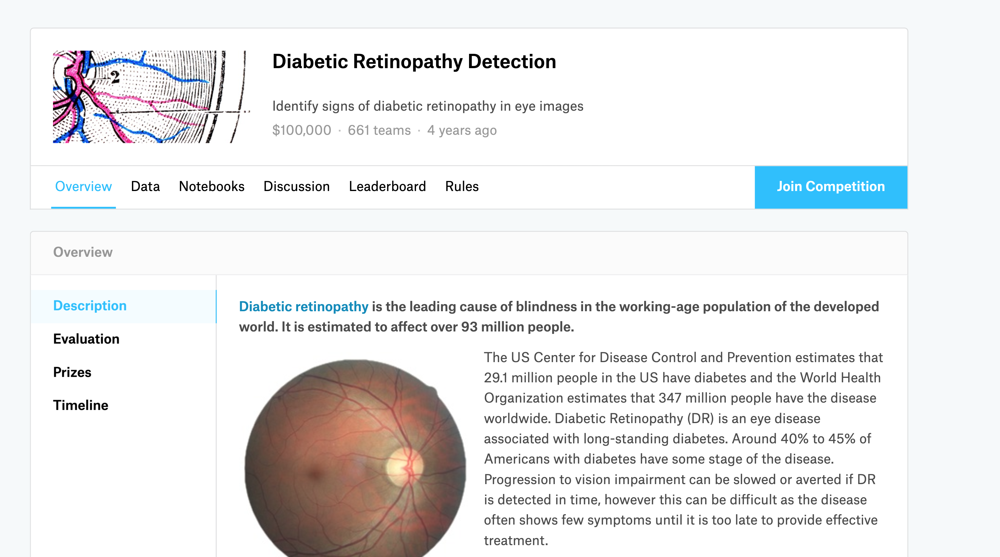 2
Diabetic Retinopathy Detection
Identify signs of diabetic retinopathy in eye images
$100,000 · 661 teams · 4 years ago
Overview Data Notebooks Discussion Leaderboard Rules Join Competition
Overview
Description
Evaluation
Prizes
Timeline
Diabetic retinopathy is the leading cause of blindness in the working-age population of the developed
world. It is estimated to affect over 93 million people.
The US Center for Disease Control and Prevention estimates that
29.1 million people in the US have diabetes and the World Health
Organization estimates that 347 million people have the disease
worldwide. Diabetic Retinopathy (DR) is an eye disease
associated with long-standing diabetes. Around 40% to 45% of
Americans with diabetes have some stage of the disease.
Progression to vision impairment can be slowed or averted if DR
is detected in time, however this can be difficult as the disease
often shows few symptoms until it is too late to provide effective
treatment.